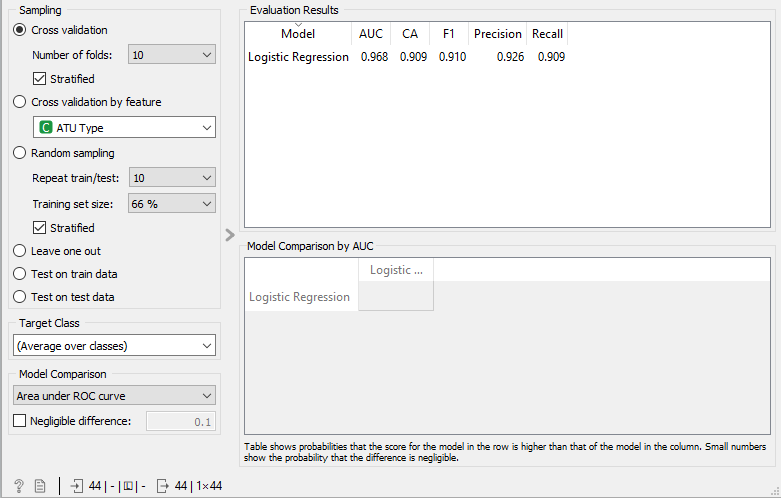 Sampling
Cross validation
Number of folds: 10
Stratified
Cross validation by feature
C ATU Type
Random sampling
Repeat train/test: 10
Training set size: 66 %
Stratified
Leave one out
Test on train data
Test on test data
Target Class
(Average over classes)
Model Comparison
Area under ROC curve
Negligible difference: 0.1
Evaluation Results
Model AUC CA F1 Precision Recall
Logistic Regression 0.968 0.909 0.910 0.926 0.909
Model Comparison by AUC
Logistic ...
Logistic Regression
Table shows probabilities that the score for the model in the row is higher than that of the model in the column. Small numbers
show the probability that the difference is negligible.
? 44 | - | - 44 | 1×44